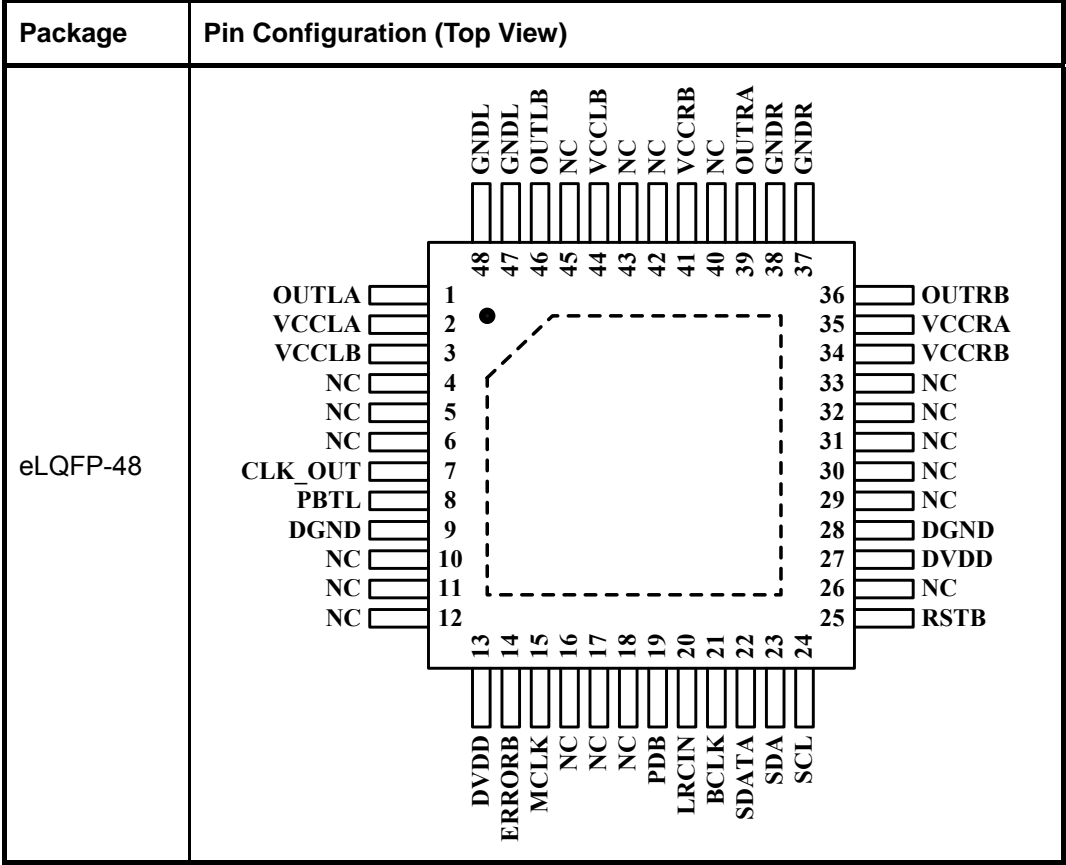 Package
Pin Configuration (Top View)
eLQFP-48
GNDL
GNDL
OUTLB
NC
VCCLB
NC
NC
VCCRB
NC
OUTRA
GNDR
GNDR
48
47
46
45
44
43
42
41
40
39
38
37
OUTLA 1
VCCLA 2
VCCLB 3
NC 4
NC 5
NC 6
CLK_OUT 7
PBTL 8
DGND 9
NC 10
NC 11
NC 12
36 OUTRB
35 VCCRA
34 VCCRB
33 NC
32 NC
31 NC
30 NC
29 NC
28 DGND
27 DVDD
26 NC
25 RSTB
13
14
15
16
17
18
19
20
21
22
23
24
DVDD
ERRORB
MCLK
NC
NC
NC
PDB
LRCIN
BCLK
SDATA
SDA
SCL